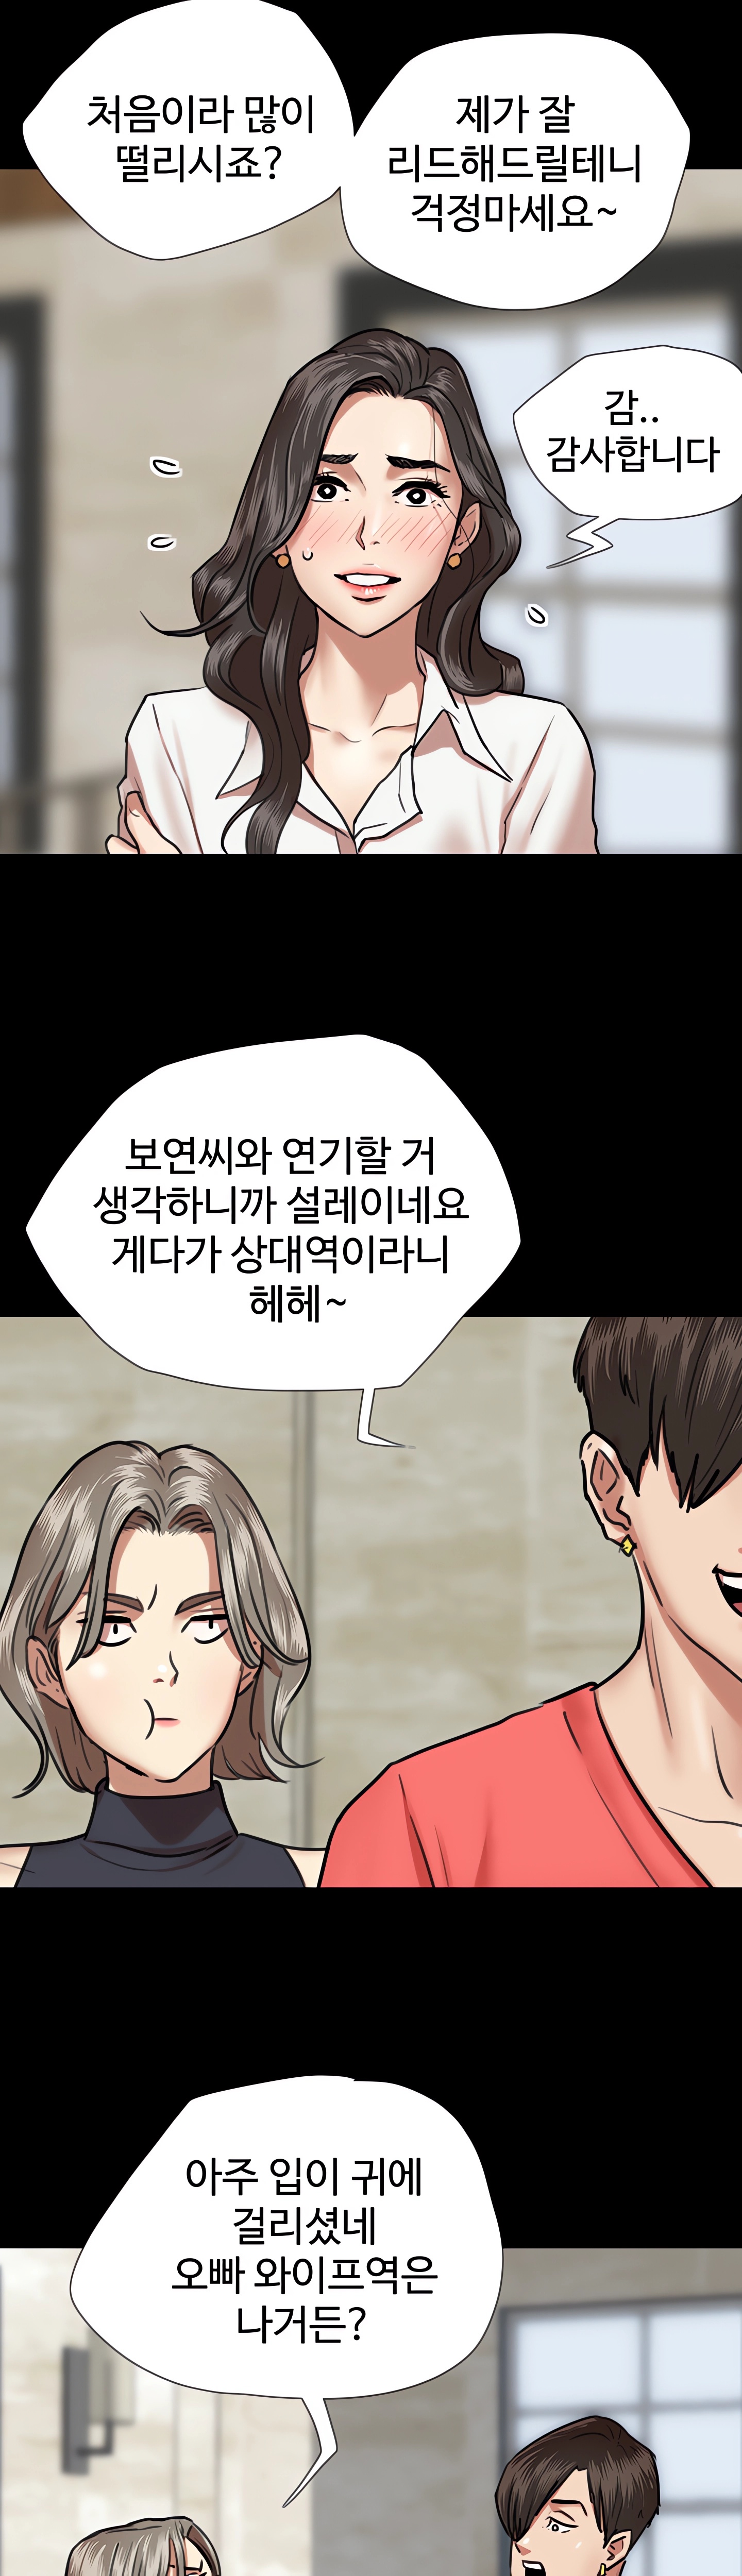 처음이라 많이
떨리시죠?
제가 잘
리드해드릴테니
걱정마세요~
감..
감사합니다
보연씨와 연기할 거
생각하니까 설레이네요
게다가 상대역이라니
헤헤~
아주 입이 귀에
걸리셨네
오빠 와이프역은
나거든?